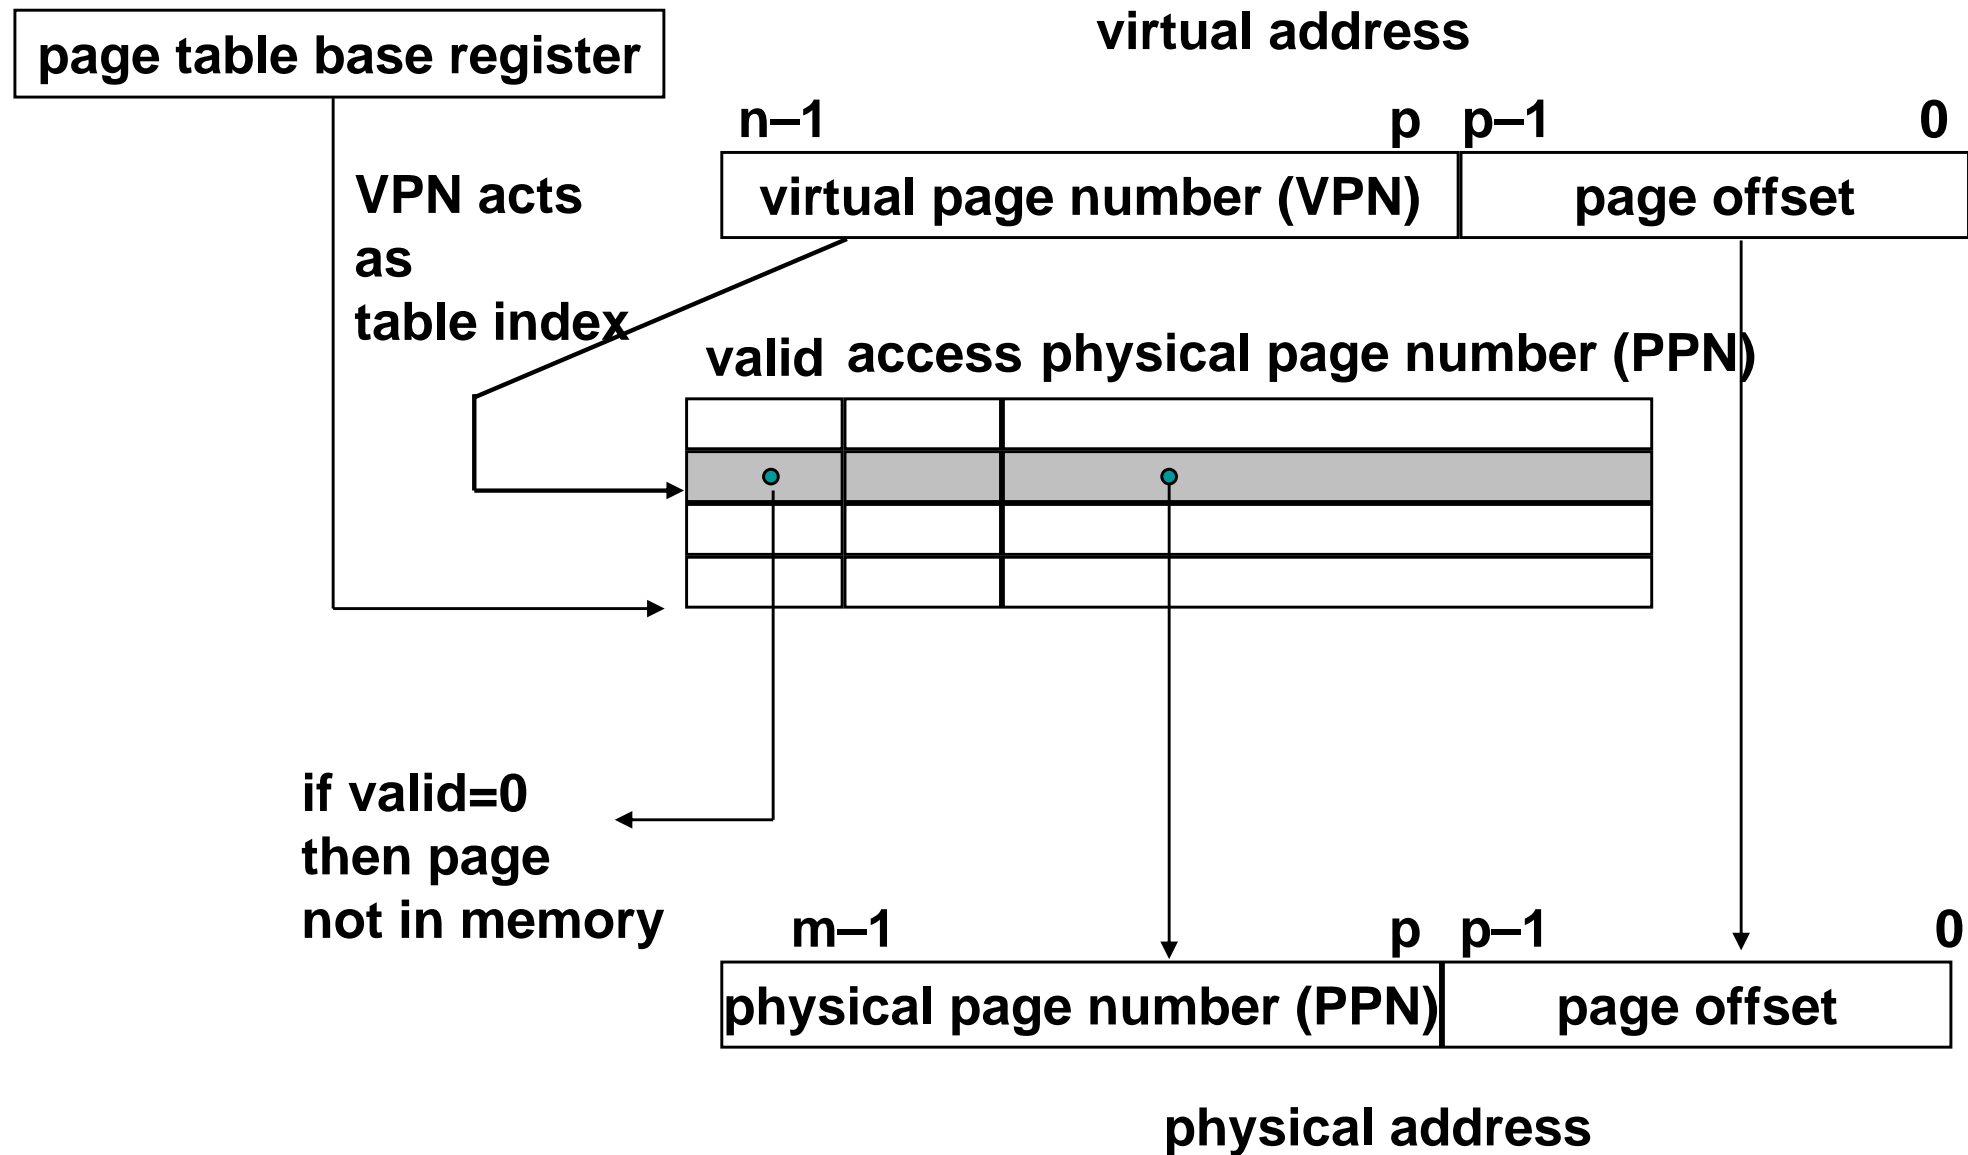 page table base register
virtual address
n–1 p p–1 0
virtual page number (VPN) page offset
VPN acts
as
table index
valid access physical page number (PPN)
if valid=0
then page
not in memory
m–1 p p–1 0
physical page number (PPN) page offset
physical address